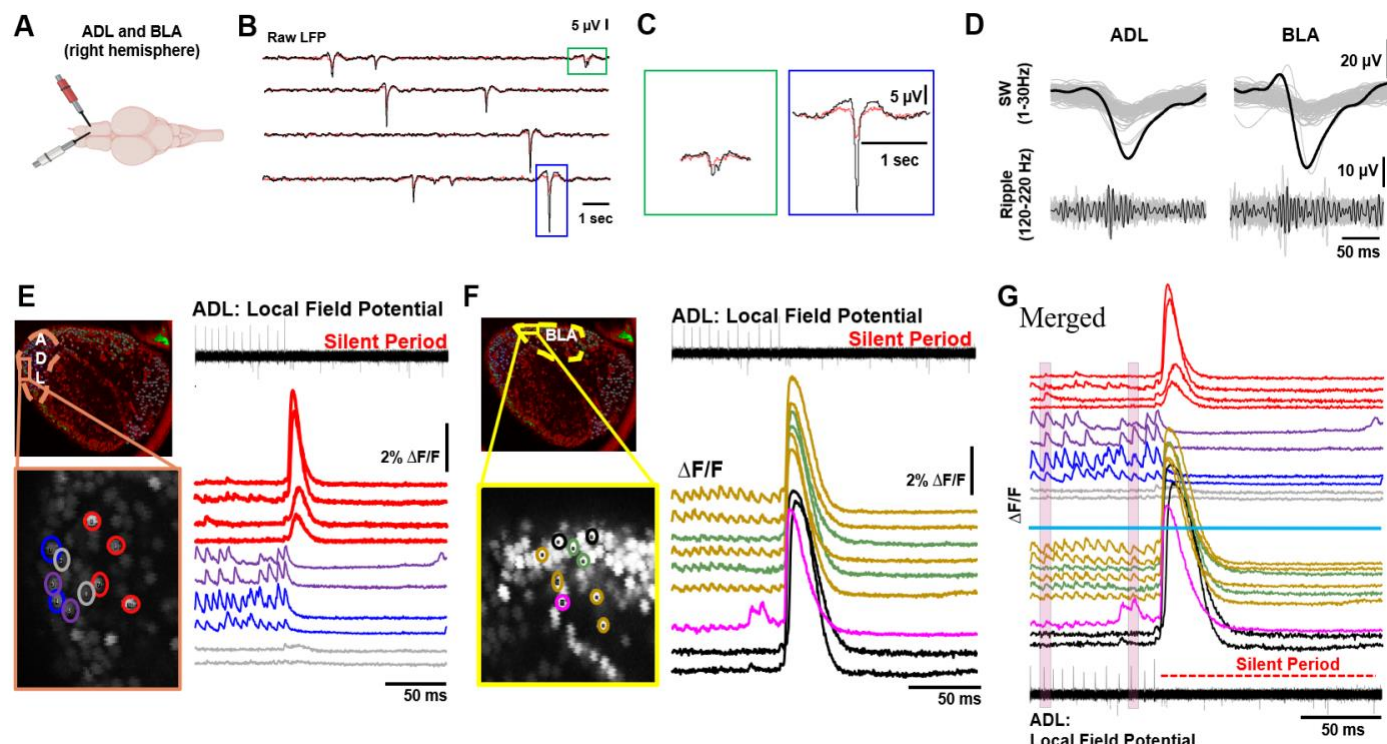 A
ADL and BLA
(right hemisphere)
B
Raw LFP
5 µV
1 sec
C
5 µV
1 sec
D
ADL
BLA
SW
(1-30Hz)
20 µV
Ripple
(120-220 Hz)
10 µV
50 ms
E
A
D
L
ADL: Local Field Potential
Silent Period
2% ΔF/F
50 ms
F
BLA
ADL: Local Field Potential
Silent Period
ΔF/F
2% ΔF/F
50 ms
G
Merged
ΔF/F
Silent Period
50 ms
ADL:
Local Field Potential